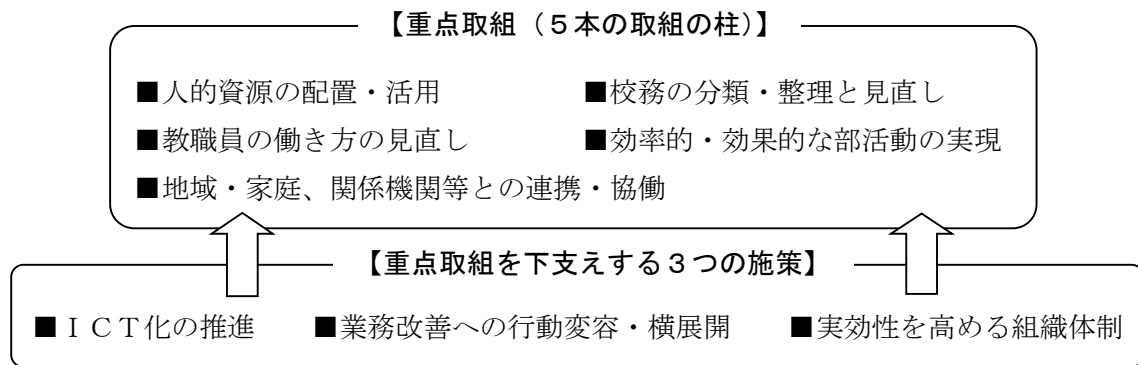 【重点取組(5本の取組の柱)】
■人的資源の配置・活用 ■校務の分類・整理と見直し
■教職員の働き方の見直し ■効率的・効果的な部活動の実現
■地域・家庭、関係機関等との連携・協働
【重点取組を下支えする3つの施策】
■ICT化の推進 ■業務改善への行動変容・横展開 ■実効性を高める組織体制